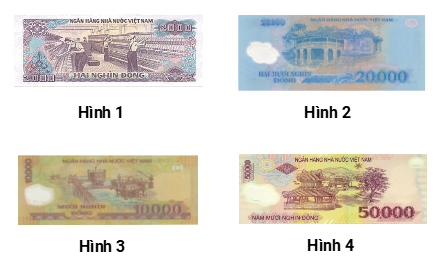 NGÂN HÀNG NHÀ NƯỚC VIỆT NAM
2000
2000
HAI NGHÌN ĐỒNG
Hình 1
20000
NGÂN HÀNG NHÀ NƯỚC VIỆT NAM
HAI MƯƠI NGHÌN
ĐỒNG
20000
Hình 2
10000
NGÂN HÀNG NHÀ NƯỚC VIỆT NAM
MƯỜI NGHÌN
ĐỒNG
10000
Hình 3
50000
NGÂN HÀNG NHÀ NƯỚC VIỆT NAM
NĂM MƯƠI NGHÌN ĐỒNG
50000
Hình 4